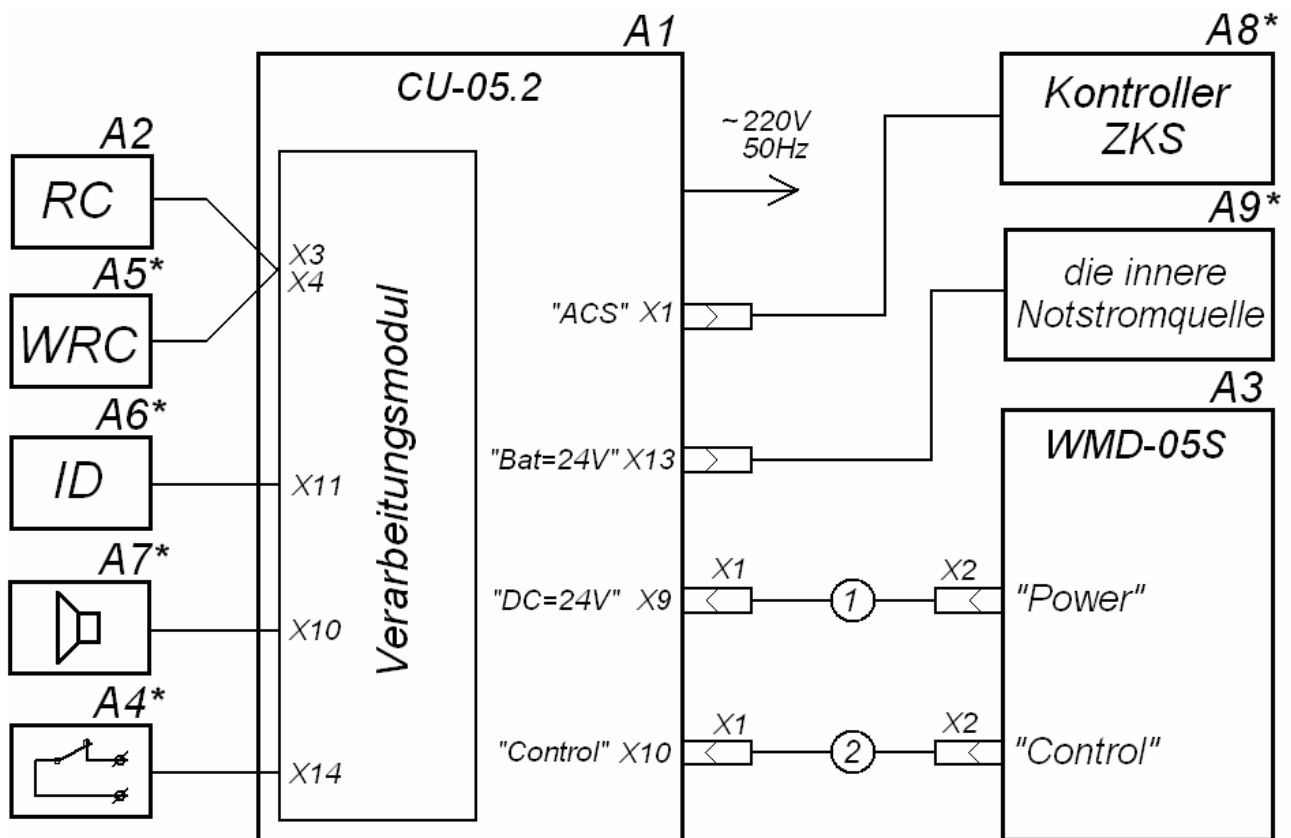 A1
CU-05.2
A8*
Kontroller
ZKS
~220V
50Hz
A2
RC
A9*
die innere
Notstromquelle
X3
X4
A5*
WRC
Verarbeitungsmodul
"ACS" X1
A3
WMD-05S
A6*
ID
X11
"Bat=24V" X13
A7*
X10
"DC=24V" X9
X1
1
X2
"Power"
A4*
X14
"Control" X10
X1
2
X2
"Control"